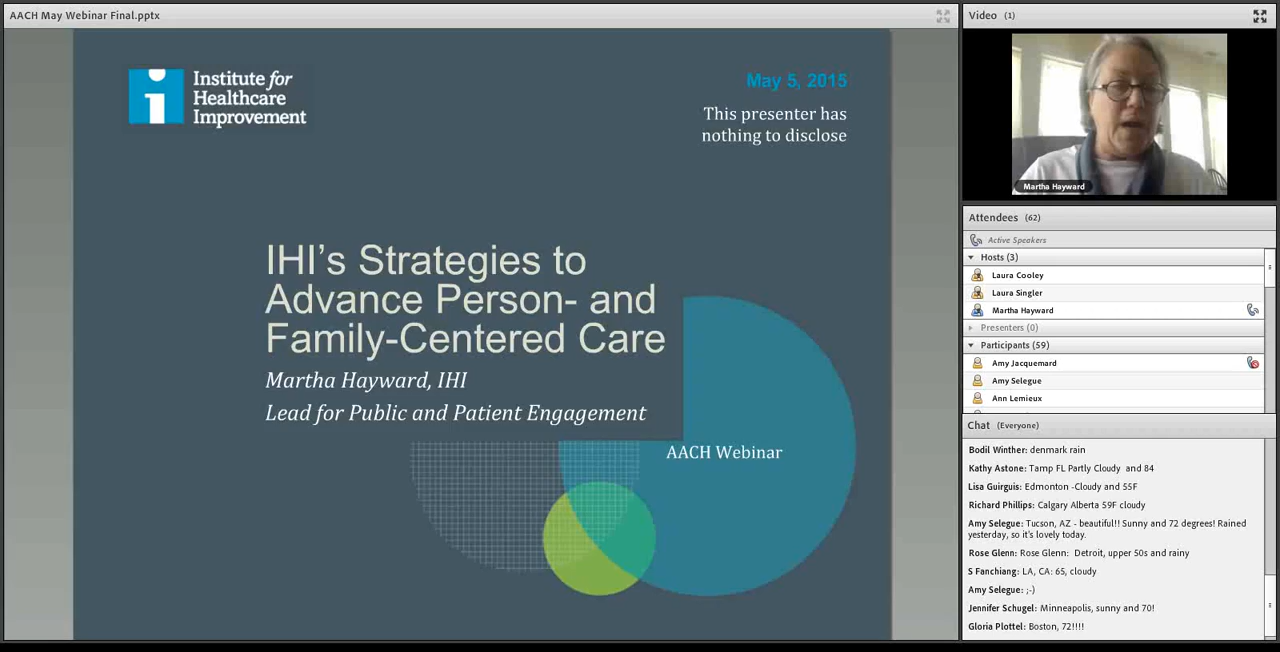 AACH May Webinar Final.pptx
Institute for
Healthcare
Improvement
May 5, 2015
This presenter has
nothing to disclose
IHI's Strategies to
Advance Person- and
Family-Centered Care
Martha Hayward, IHI
Lead for Public and Patient Engagement
AACH Webinar
Video (1)
Martha Hayward
Attendees (62)
Active Speakers
Hosts (3)
Laura Cooley
Laura Singler
Martha Hayward
Presenters (0)
Participants (59)
Amy Jacquemard
Amy Selegue
Ann Lemieux
Chat (Everyone)
Bodil Winther: denmark rain
Kathy Astone: Tamp FL Partly Cloudy and 84
Lisa Guirguis: Edmonton -Cloudy and 55F
Richard Phillips: Calgary Alberta 59F cloudy
Amy Selegue: Tucson, AZ - beautiful!! Sunny and 72 degrees! Rained
yesterday, so it's lovely today.
Rose Glenn: Rose Glenn: Detroit, upper 50s and rainy
S Fanchiang: LA, CA: 65, cloudy
Amy Selegue: ;-)
Jennifer Schugel: Minneapolis, sunny and 70!
Gloria Plottel: Boston, 72!!!!